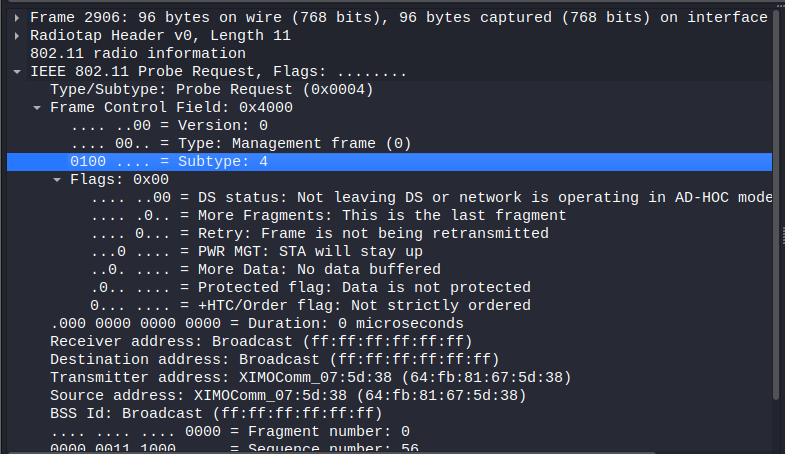 Frame 2906: 96 bytes on wire (768 bits), 96 bytes captured (768 bits) on interface
Radiotap Header v0, Length 11
802.11 radio information
IEEE 802.11 Probe Request, Flags: ........
Type/Subtype: Probe Request (0x0004)
Frame Control Field: 0x4000
.... ..00 = Version: 0
.... 00.. = Type: Management frame (0)
0100 .... = Subtype: 4
Flags: 0x00
.... ..00 = DS status: Not leaving DS or network is operating in AD-HOC mode
.... .0.. = More Fragments: This is the last fragment
.... 0... = Retry: Frame is not being retransmitted
...0 .... = PWR MGT: STA will stay up
..0. .... = More Data: No data buffered
.0.. .... = Protected flag: Data is not protected
0... .... = +HTC/Order flag: Not strictly ordered
.000 0000 0000 0000 = Duration: 0 microseconds
Receiver address: Broadcast (ff:ff:ff:ff:ff:ff)
Destination address: Broadcast (ff:ff:ff:ff:ff:ff)
Transmitter address: XIMOComm_07:5d:38 (64:fb:81:67:5d:38)
Source address: XIMOComm_07:5d:38 (64:fb:81:67:5d:38)
BSS Id: Broadcast (ff:ff:ff:ff:ff:ff)
.... .... .... 0000 = Fragment number: 0
0000 0011 1000 .... = Sequence number: 56